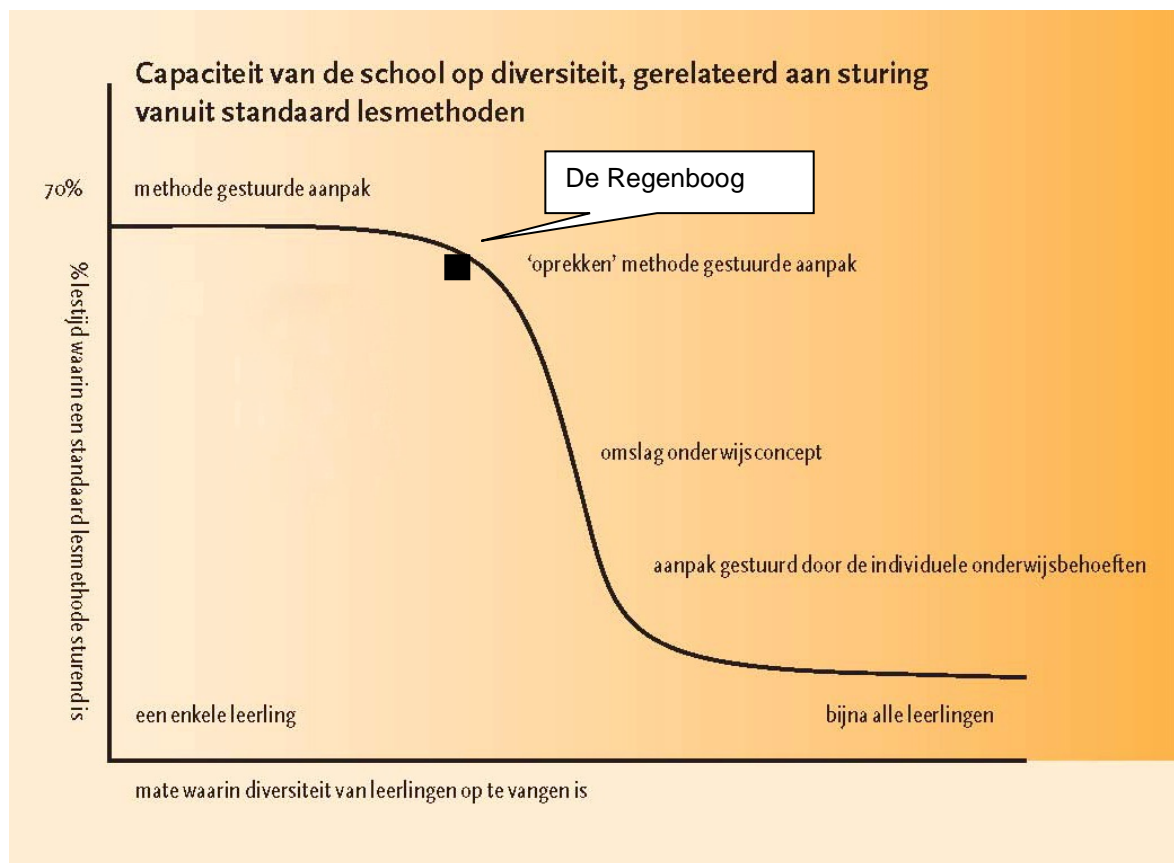 Capaciteit van de school op diversiteit, gerelateerd aan sturing
vanuit standaard lesmethoden
De Regenboog
70%
methode gestuurde aanpak
'oprekken' methode gestuurde aanpak
% lestijd waarin een standaard lesmethode sturend is
omslag onderwijsconcept
aanpak gestuurd door de individuele onderwijsbehoeften
een enkele leerling
bijna alle leerlingen
mate waarin diversiteit van leerlingen op te vangen is